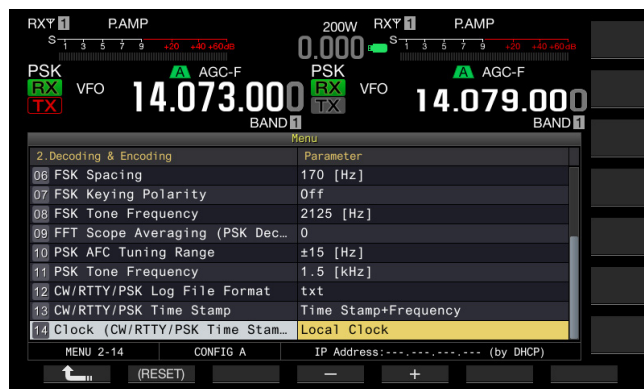 RX 1 P.AMP 200W RX 1 P.AMP
S 1 3 5 7 9 +20 +40 +60dB 0.000 S 1 3 5 7 9 +20 +40 +60dB
PSK A AGC-F PSK A AGC-F
RX VFO 14.073.000 RX VFO 14.079.000
TX TX
BAND 1 BAND 1
Menu
2.Decoding & Encoding Parameter
06 FSK Spacing 170 [Hz]
07 FSK Keying Polarity Off
08 FSK Tone Frequency 2125 [Hz]
09 FFT Scope Averaging (PSK Dec… 0
10 PSK AFC Tuning Range ±15 [Hz]
11 PSK Tone Frequency 1.5 [kHz]
12 CW/RTTY/PSK Log File Format txt
13 CW/RTTY/PSK Time Stamp Time Stamp+Frequency
14 Clock (CW/RTTY/PSK Time Stam… Local Clock
MENU 2-14 CONFIG A IP Address:---.---.---.--- (by DHCP)
(RESET) − +